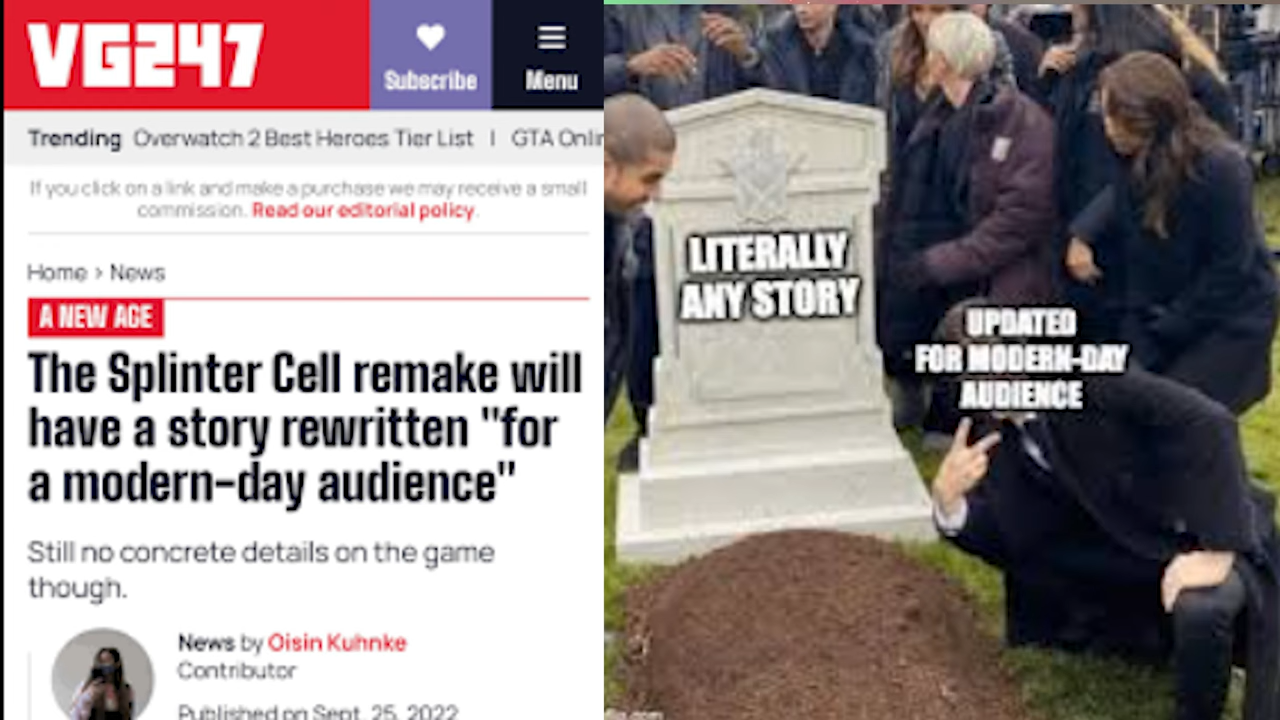 VG247
Subscribe
Menu
Trending Overwatch 2 Best Heroes Tier List | GTA Onlin
If you click on a link and make a purchase we may receive a small
commission. Read our editorial policy.
Home > News
A NEW AGE
The Splinter Cell remake will
have a story rewritten "for
a modern-day audience"
Still no concrete details on the game
though.
News by Oisin Kuhnke
Contributor
Published on Sept. 25, 2022
LITERALLY
ANY STORY
UPDATED
FOR MODERN-DAY
AUDIENCE